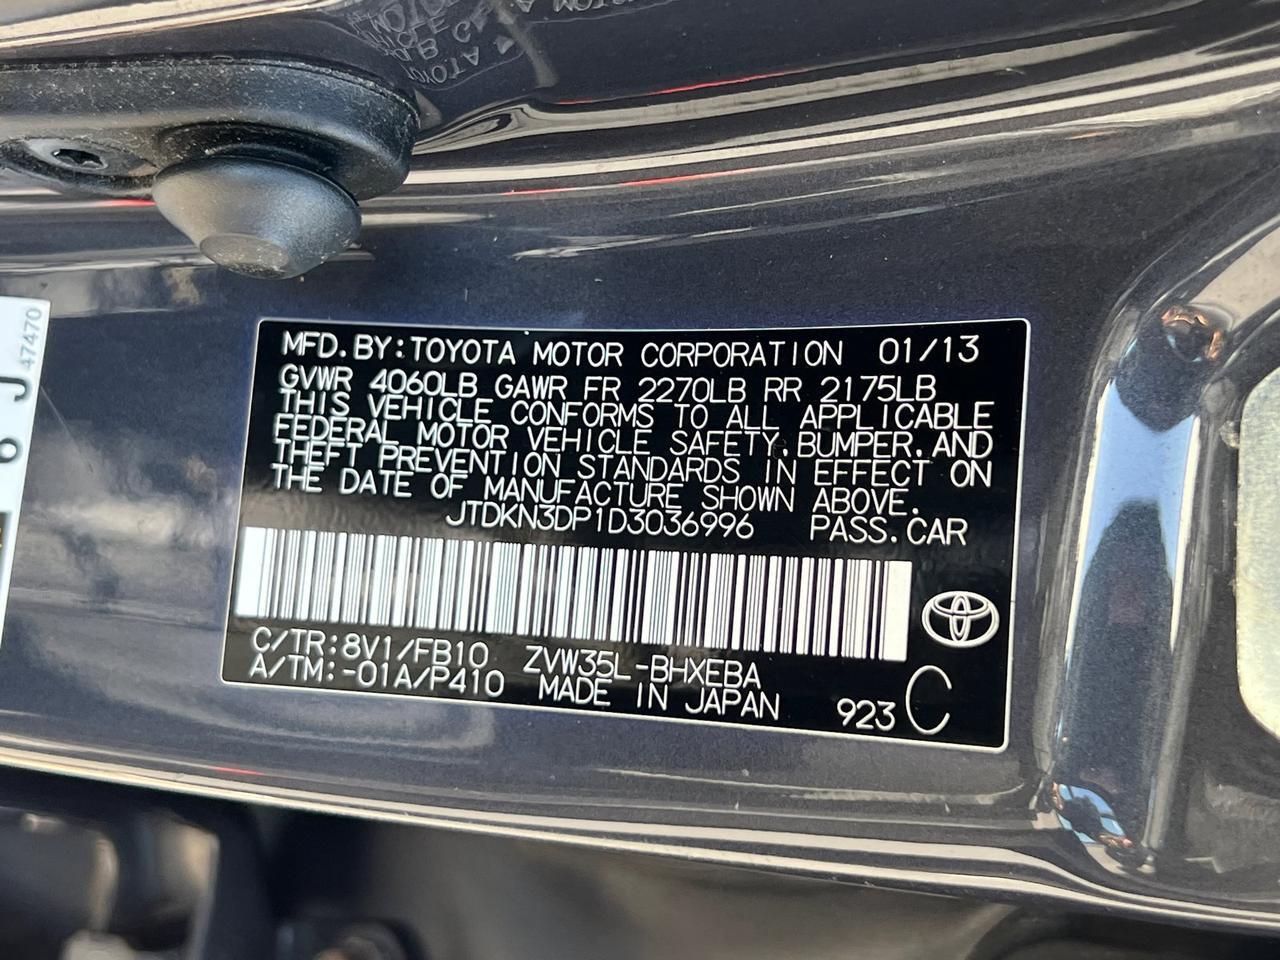 MFD.BY:TOYOTA MOTOR CORPORATION 01/13
GVWR 4060LB GAWR FR 2270LB RR 2175LB
THIS VEHICLE CONFORMS TO ALL APPLICABLE
FEDERAL MOTOR VEHICLE SAFETY,BUMPER,AND
THEFT PREVENTION STANDARDS IN EFFECT ON
THE DATE OF MANUFACTURE SHOWN ABOVE.
JTDKN3DP1D3036996 PASS.CAR
C/TR:8V1/FB10 ZVW35L-BHXEBA
A/TM:-01A/P410 MADE IN JAPAN 923 C
47470
6 J